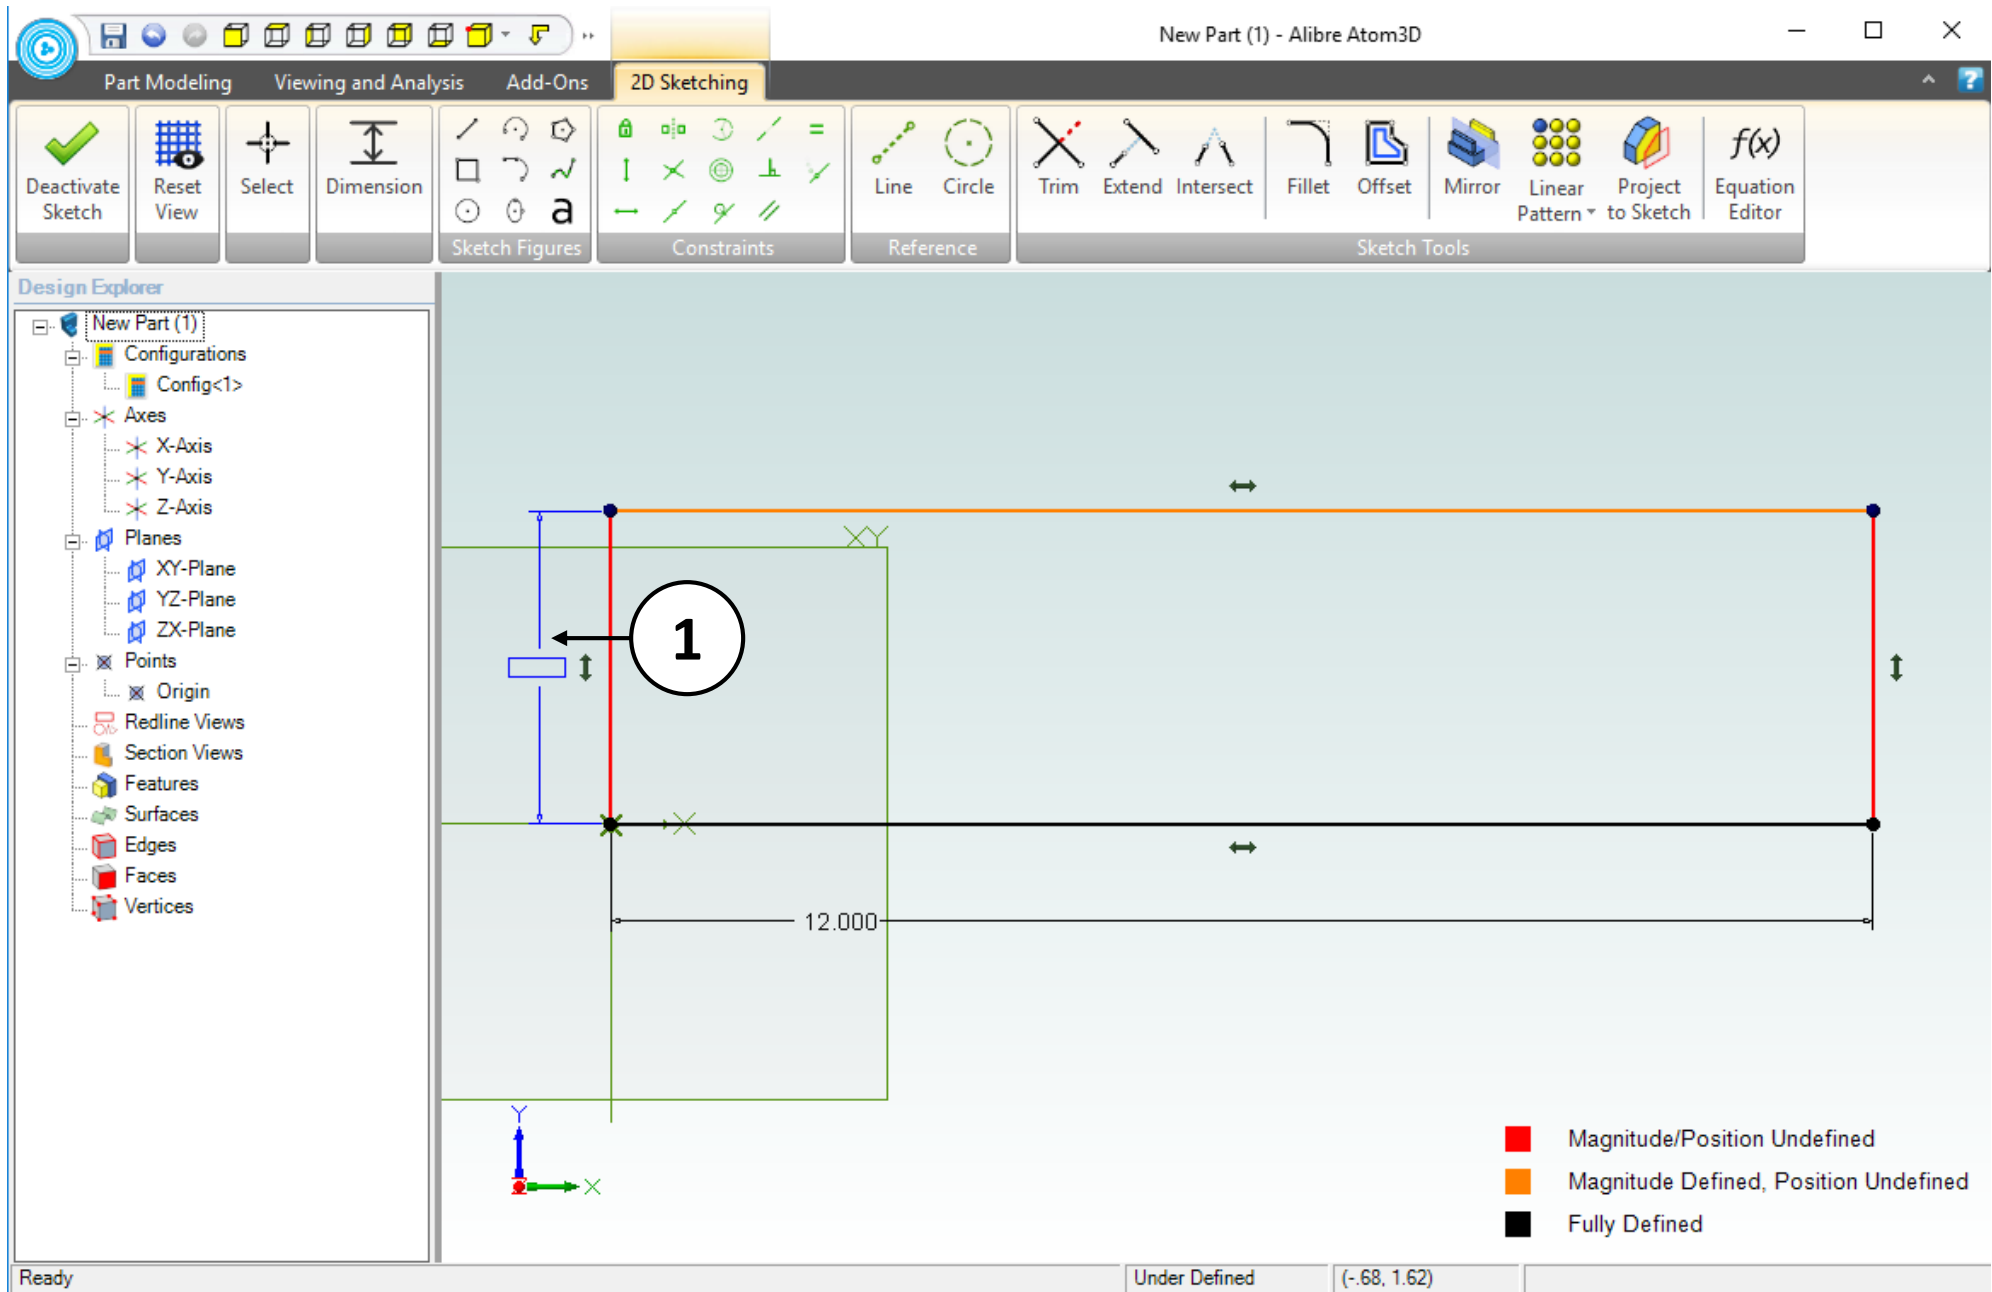 New Part (1) - Alibre Atom3D
Part Modeling
Viewing and Analysis
Add-Ons
2D Sketching
Deactivate
Sketch
Reset
View
Select
Dimension
a
Sketch Figures
Constraints
Line
Circle
Reference
Trim
Extend
Intersect
Fillet
Offset
Mirror
Linear
Pattern
Project
to Sketch
f(x)
Equation
Editor
Sketch Tools
?
Design Explorer
New Part (1)
Configurations
Config<1>
Axes
X-Axis
Y-Axis
Z-Axis
Planes
XY-Plane
YZ-Plane
ZX-Plane
Points
Origin
Redline Views
Section Views
Features
Surfaces
Edges
Faces
Vertices
XY
1
X
12.000
Y
X
Magnitude/Position Undefined
Magnitude Defined, Position Undefined
Fully Defined
Ready
Under Defined
(-.68, 1.62)